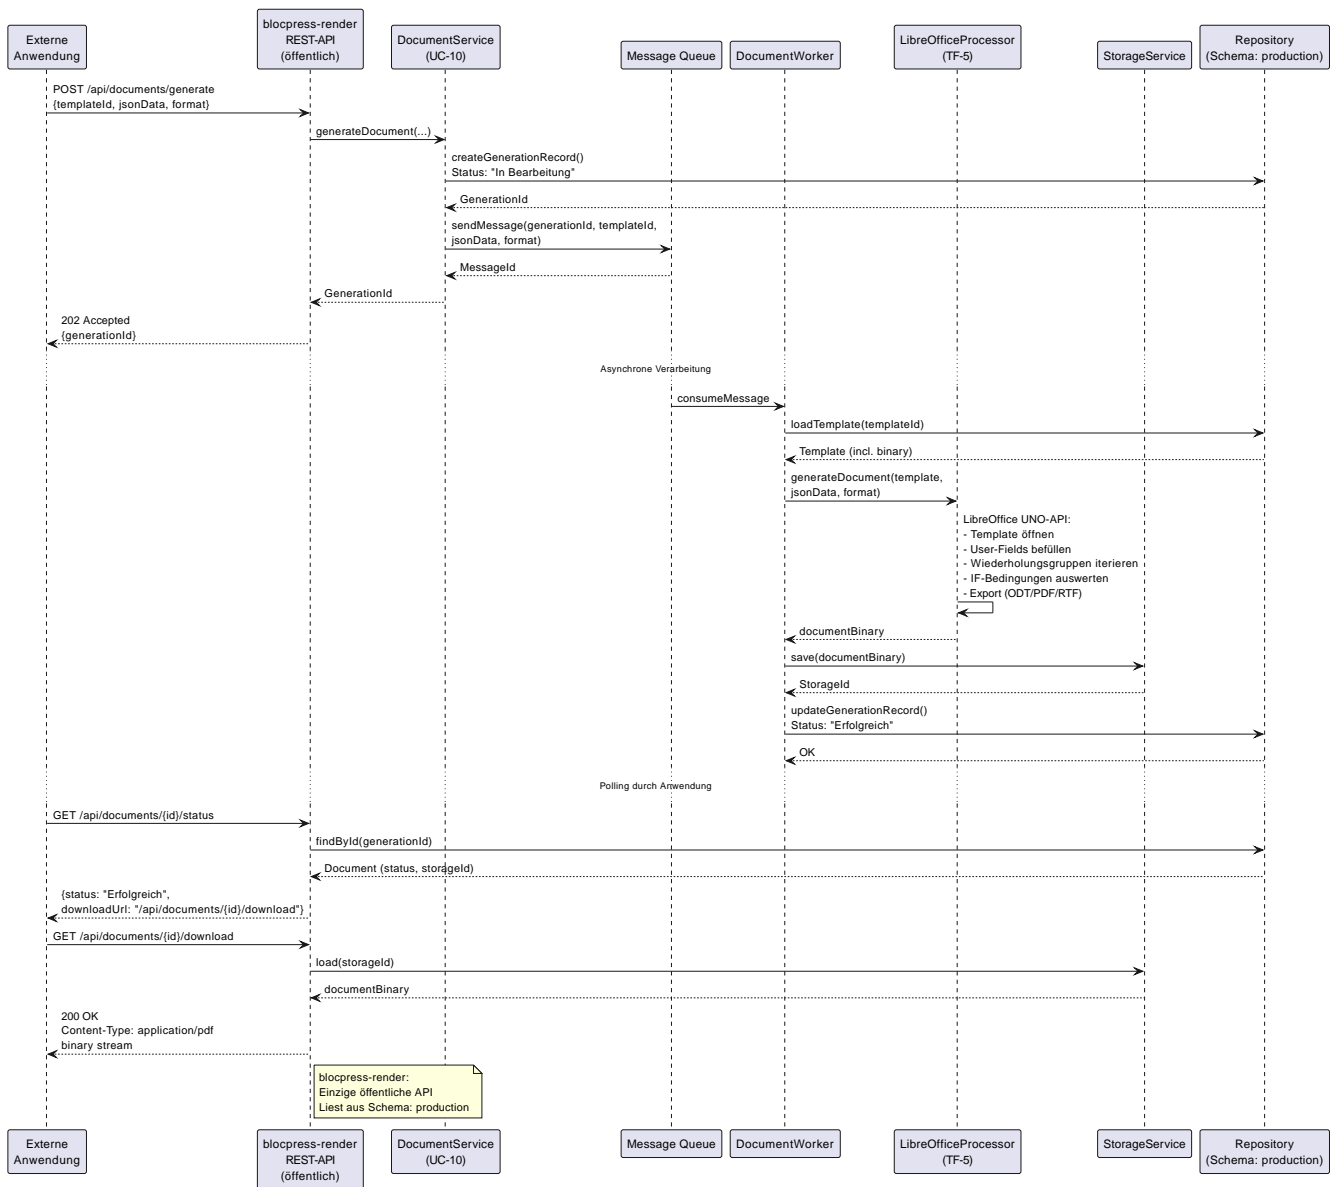 Externe
Anwendung
blocpress-render
REST-API
(öffentlich)
DocumentService
(UC-10)
Message Queue
DocumentWorker
LibreOfficeProcessor
(TF-5)
StorageService
Repository
(Schema: production)
POST /api/documents/generate
{templateId, jsonData, format}
generateDocument(...)
createGenerationRecord()
Status: "In Bearbeitung"
GenerationId
sendMessage(generationId, templateId,
jsonData, format)
MessageId
GenerationId
202 Accepted
{generationId}
Asynchrone Verarbeitung
consumeMessage
loadTemplate(templateId)
Template (incl. binary)
generateDocument(template,
jsonData, format)
LibreOffice UNO-API:
- Template öffnen
- User-Fields befüllen
- Wiederholungsgruppen iterieren
- IF-Bedingungen auswerten
- Export (ODT/PDF/RTF)
documentBinary
save(documentBinary)
StorageId
updateGenerationRecord()
Status: "Erfolgreich"
OK
Polling durch Anwendung
GET /api/documents/{id}/status
findById(generationId)
Document (status, storageId)
{status: "Erfolgreich",
downloadUrl: "/api/documents/{id}/download"}
GET /api/documents/{id}/download
load(storageId)
documentBinary
200 OK
Content-Type: application/pdf
binary stream
blocpress-render:
Einzige öffentliche API
Liest aus Schema: production
Externe
Anwendung
blocpress-render
REST-API
(öffentlich)
DocumentService
(UC-10)
Message Queue
DocumentWorker
LibreOfficeProcessor
(TF-5)
StorageService
Repository
(Schema: production)